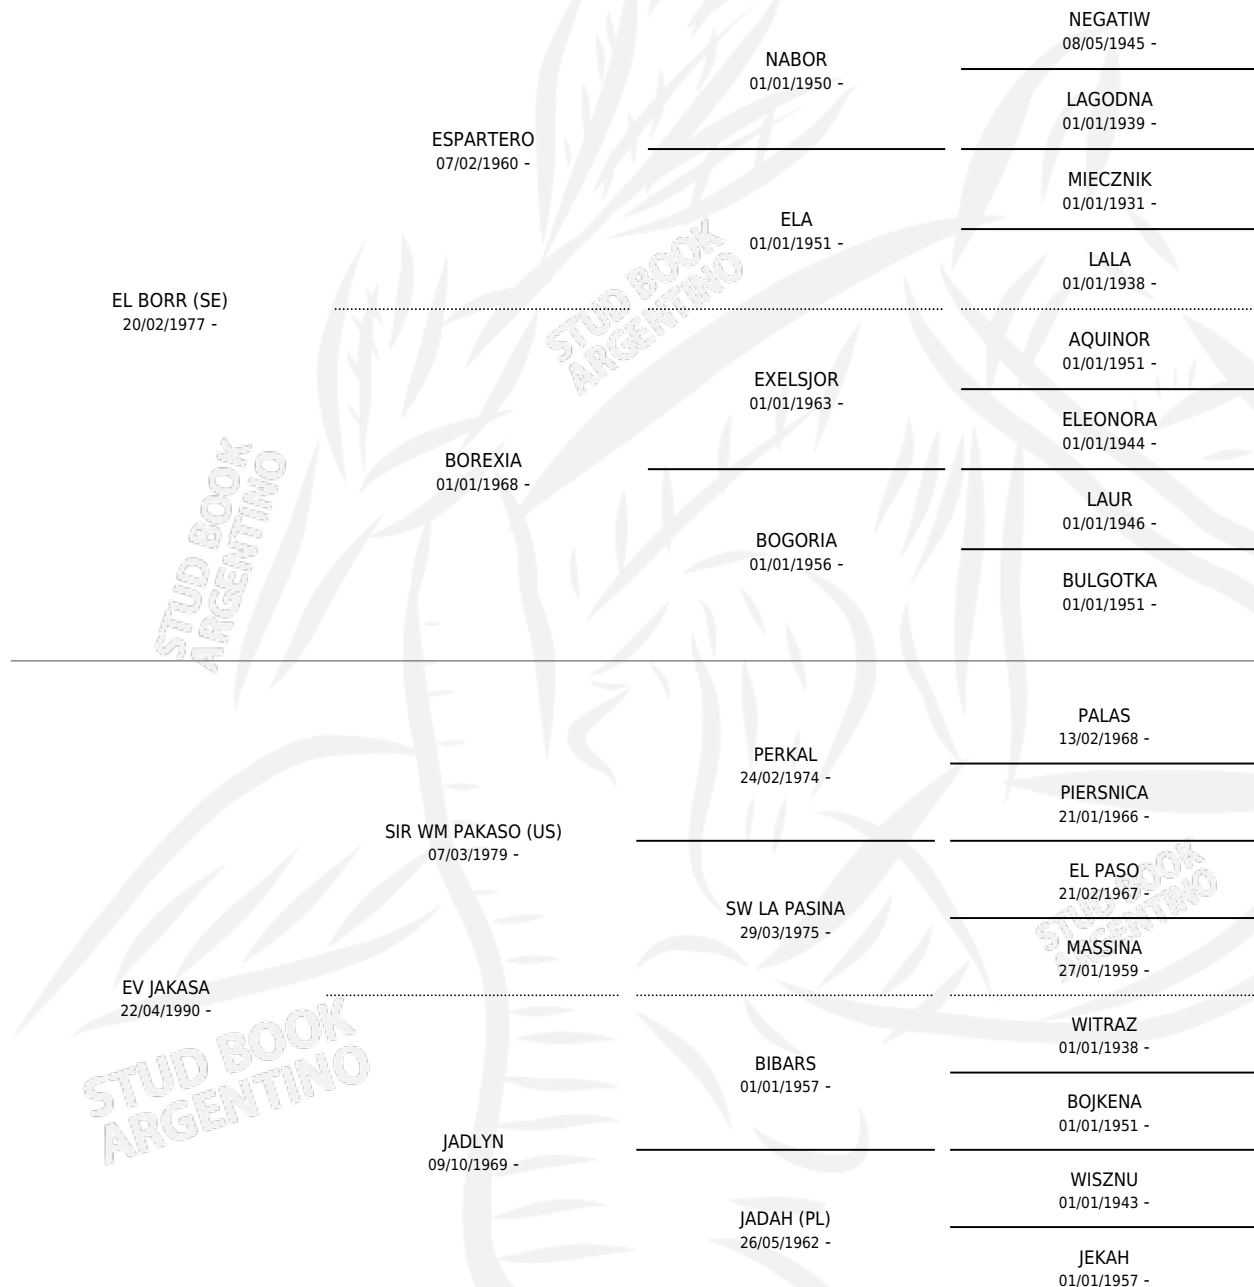 NEGATIW
08/05/1945 -
NABOR
01/01/1950 -
LAGODNA
01/01/1939 -
ESPARTERO
07/02/1960 -
MIECZNIK
01/01/1931 -
ELA
01/01/1951 -
LALA
01/01/1938 -
EL BORR (SE)
20/02/1977 -
AQUINOR
01/01/1951 -
EXELSJOR
01/01/1963 -
ELEONORA
01/01/1944 -
BOREXIA
01/01/1968 -
LAUR
01/01/1946 -
BOGORIA
01/01/1956 -
BULGOTKA
01/01/1951 -
PALAS
13/02/1968 -
PERKAL
24/02/1974 -
PIERSNICA
21/01/1966 -
SIR WM PAKASO (US)
07/03/1979 -
EL PASO
21/02/1967 -
SW LA PASINA
29/03/1975 -
MASSINA
27/01/1959 -
EV JAKASA
22/04/1990 -
WITRAZ
01/01/1938 -
BIBARS
01/01/1957 -
BOJKENA
01/01/1951 -
JADLYN
09/10/1969 -
WISZNU
01/01/1943 -
JADAH (PL)
26/05/1962 -
JEKAH
01/01/1957 -
STUD BOOK
ARGENTINO
STUD BOOK
ARGENTINO
STUD BOOK
ARGENTINO
STUD BOOK
ARGENTINO